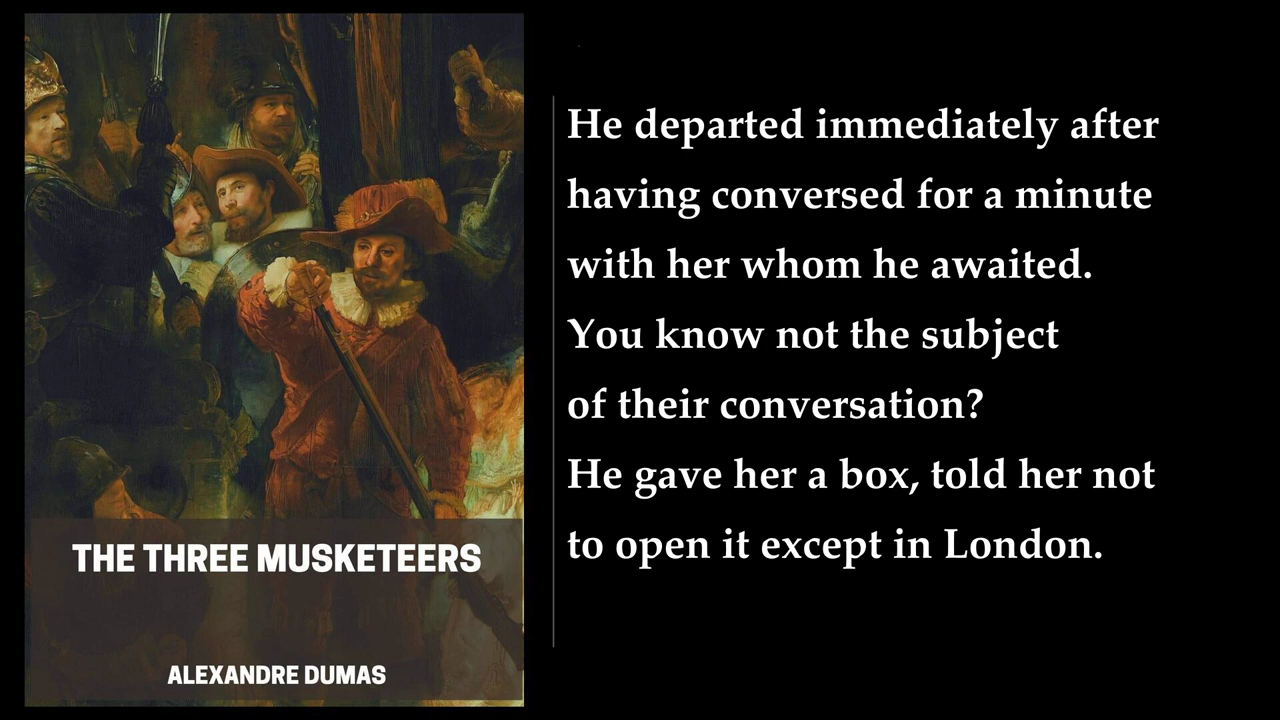 THE THREE MUSKETEERS
ALEXANDRE DUMAS
He departed immediately after
having conversed for a minute
with her whom he awaited.
You know not the subject
of their conversation?
He gave her a box, told her not
to open it except in London.